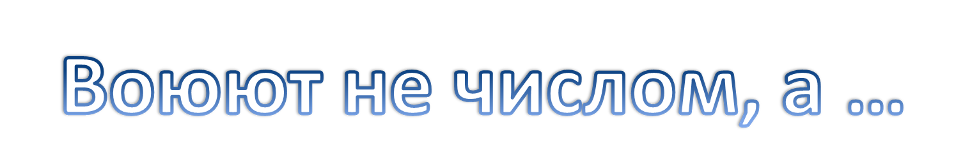 Воюют не числом, а ...